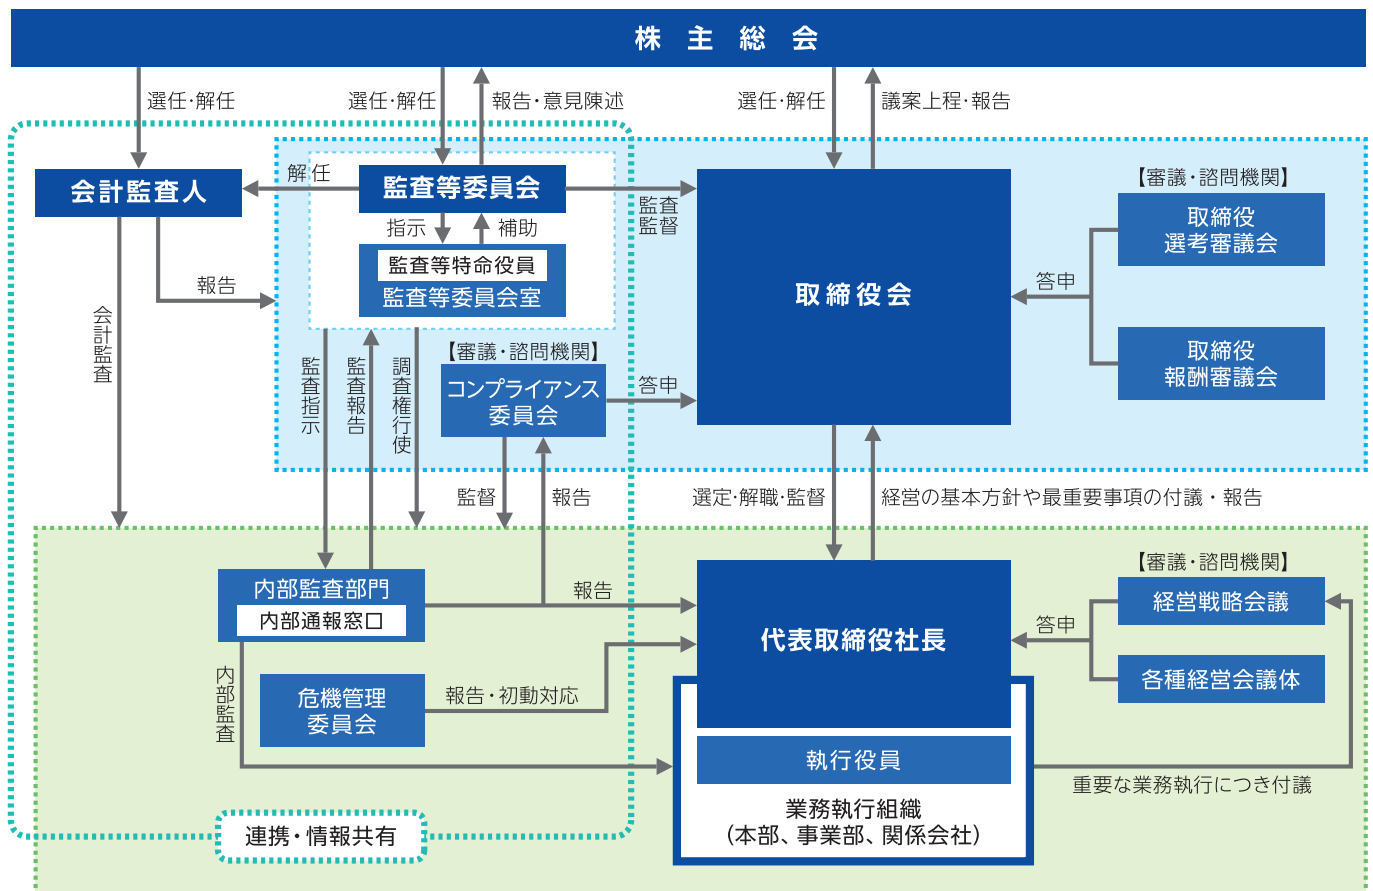 株主総会
選任・解任
選任・解任
報告・意見陳述
選任・解任
議案上程・報告
会計監査人
解任
監査等委員会
監査
監督
指示
補助
監査等特命役員
監査等委員会室
報告
会計監査
取締役会
【審議・諮問機関】
取締役
選考審議会
答申
取締役
報酬審議会
監査指示
監査報告
調査権行使
【審議・諮問機関】
コンプライアンス
委員会
答申
監督
報告
選定・解職・監督
経営の基本方針や最重要事項の付議・報告
内部監査部門
内部通報窓口
報告
代表取締役社長
【審議・諮問機関】
経営戦略会議
答申
各種経営会議体
内部監査
危機管理
委員会
報告・初動対応
執行役員
業務執行組織
（本部、事業部、関係会社）
重要な業務執行につき付議
連携・情報共有